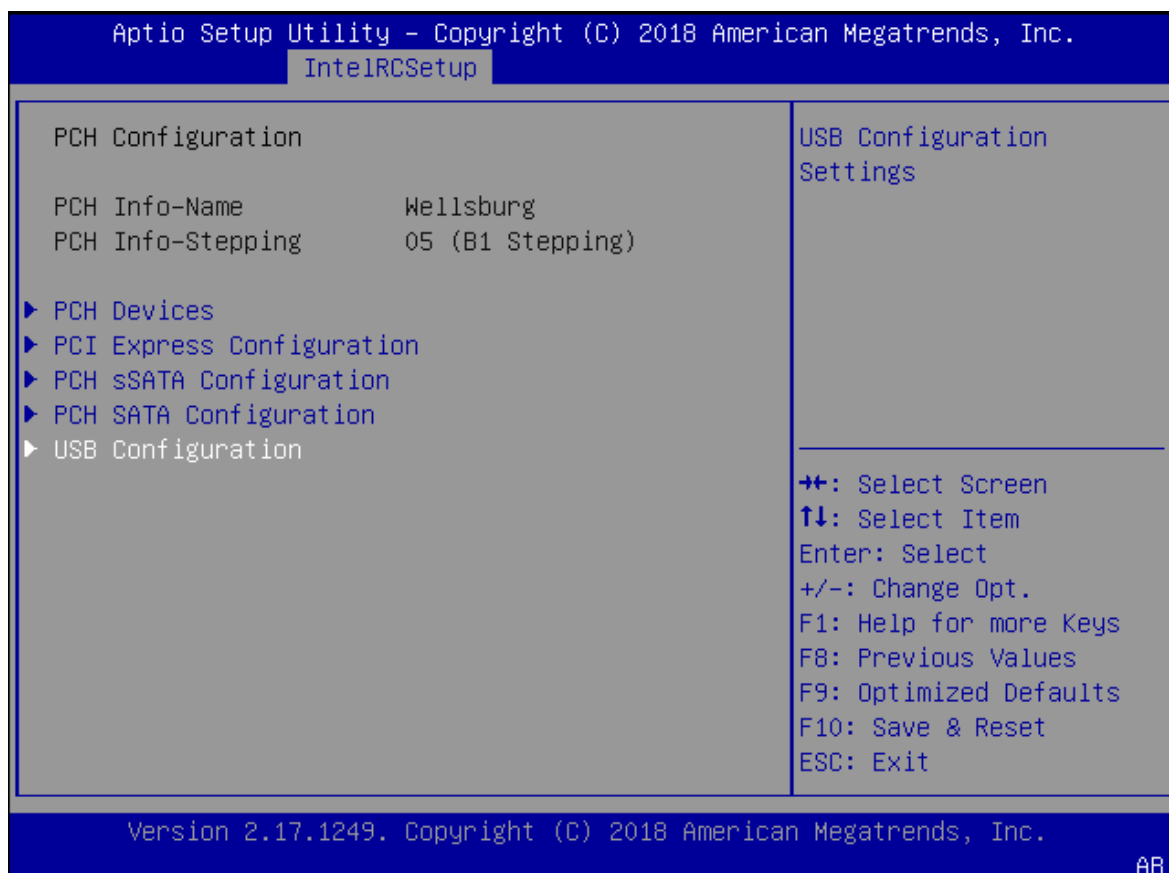 Aptio Setup Utility – Copyright (C) 2018 American Megatrends, Inc.
IntelRCSetup
PCH Configuration
PCH Info-Name Wellsburg
PCH Info-Stepping 05 (B1 Stepping)
▶ PCH Devices
▶ PCI Express Configuration
▶ PCH sSATA Configuration
▶ PCH SATA Configuration
▶ USB Configuration
USB Configuration
Settings
→←: Select Screen
↑↓: Select Item
Enter: Select
+/-: Change Opt.
F1: Help for more Keys
F8: Previous Values
F9: Optimized Defaults
F10: Save & Reset
ESC: Exit
Version 2.17.1249. Copyright (C) 2018 American Megatrends, Inc.
AB